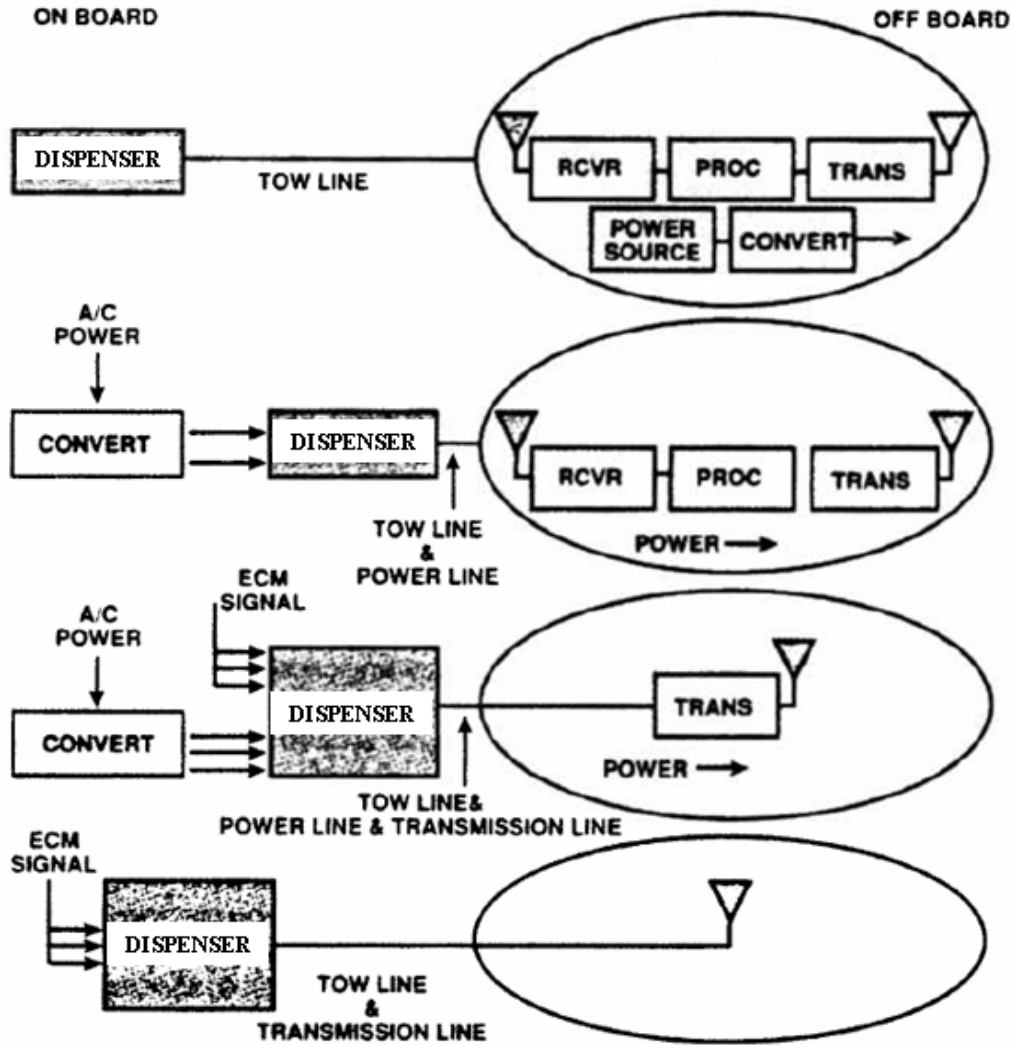 ON BOARD
OFF BOARD
DISPENSER
TOW LINE
RCVR
PROC
TRANS
POWER
SOURCE
CONVERT
A/C
POWER
CONVERT
DISPENSER
TOW LINE
&
POWER LINE
RCVR
PROC
TRANS
POWER
ECM
SIGNAL
A/C
POWER
CONVERT
DISPENSER
TOW LINE&
POWER LINE & TRANSMISSION LINE
TRANS
POWER
ECM
SIGNAL
DISPENSER
TOW LINE
&
TRANSMISSION LINE